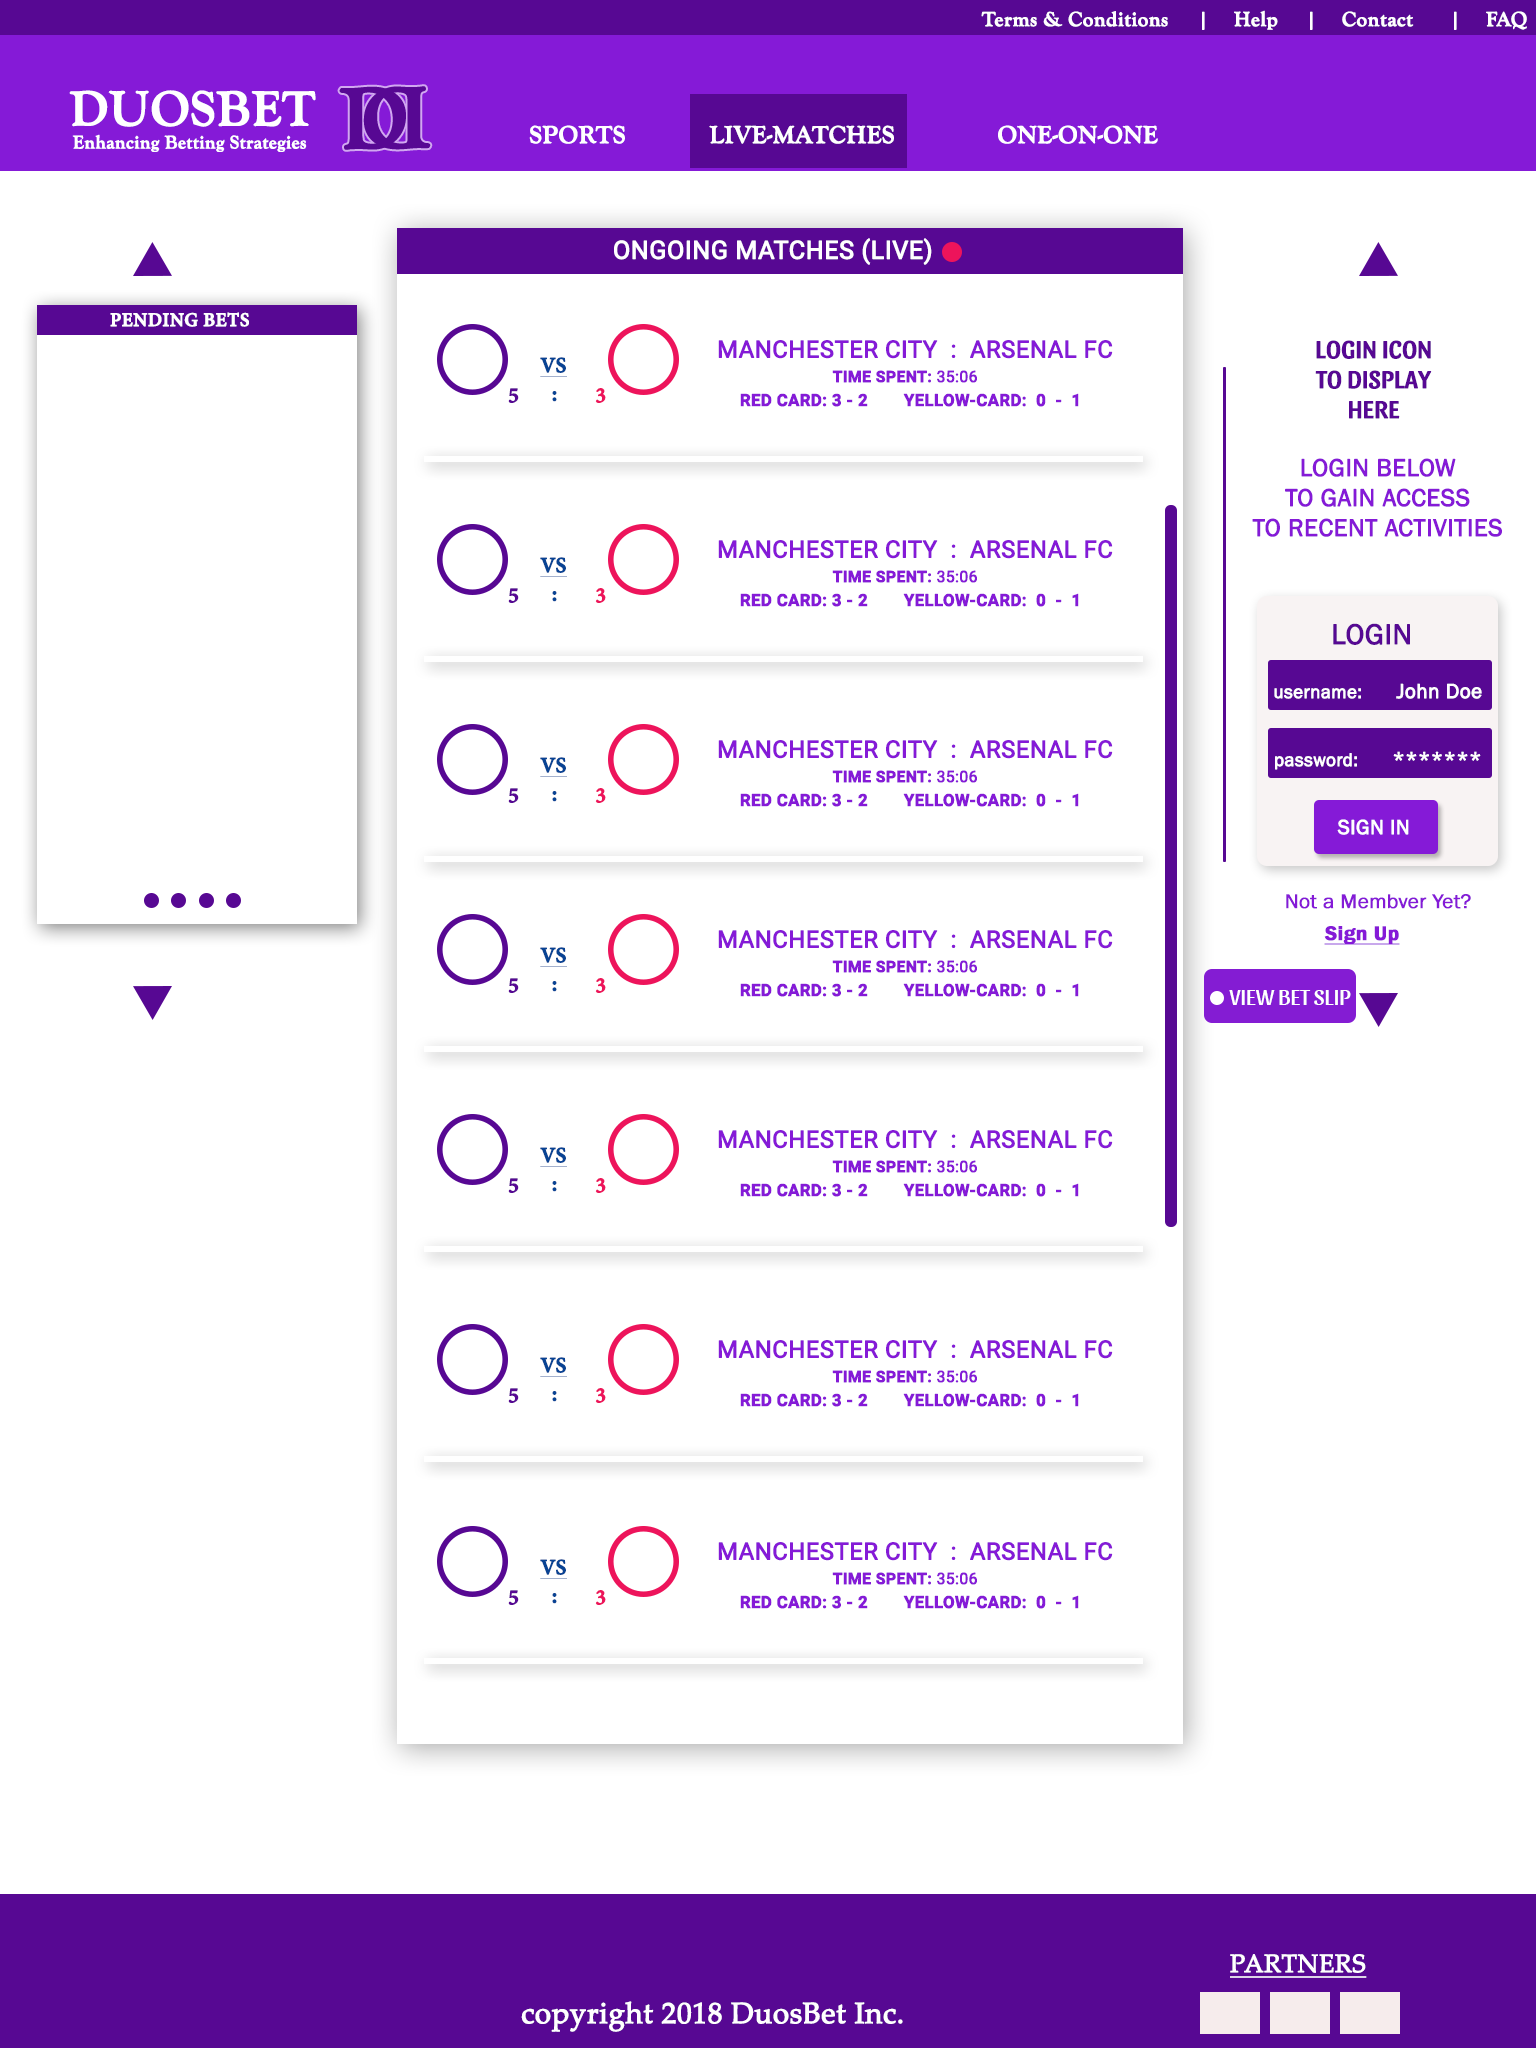 Terms & Conditions | Help | Contact | FAQ
DUOSBET
Enhancing Betting Strategies
SPORTS
LIVE-MATCHES
ONE-ON-ONE
PENDING BETS
ONGOING MATCHES (LIVE)
VS
5 : 3
MANCHESTER CITY : ARSENAL FC
TIME SPENT: 35:06
RED CARD: 3 - 2 YELLOW-CARD: 0 - 1
VS
5 : 3
MANCHESTER CITY : ARSENAL FC
TIME SPENT: 35:06
RED CARD: 3 - 2 YELLOW-CARD: 0 - 1
VS
5 : 3
MANCHESTER CITY : ARSENAL FC
TIME SPENT: 35:06
RED CARD: 3 - 2 YELLOW-CARD: 0 - 1
VS
5 : 3
MANCHESTER CITY : ARSENAL FC
TIME SPENT: 35:06
RED CARD: 3 - 2 YELLOW-CARD: 0 - 1
VS
5 : 3
MANCHESTER CITY : ARSENAL FC
TIME SPENT: 35:06
RED CARD: 3 - 2 YELLOW-CARD: 0 - 1
VS
5 : 3
MANCHESTER CITY : ARSENAL FC
TIME SPENT: 35:06
RED CARD: 3 - 2 YELLOW-CARD: 0 - 1
VS
5 : 3
MANCHESTER CITY : ARSENAL FC
TIME SPENT: 35:06
RED CARD: 3 - 2 YELLOW-CARD: 0 - 1
LOGIN ICON
TO DISPLAY
HERE
LOGIN BELOW
TO GAIN ACCESS
TO RECENT ACTIVITIES
LOGIN
username: John Doe
password: *******
SIGN IN
Not a Membver Yet?
Sign Up
VIEW BET SLIP
PARTNERS
copyright 2018 DuosBet Inc.